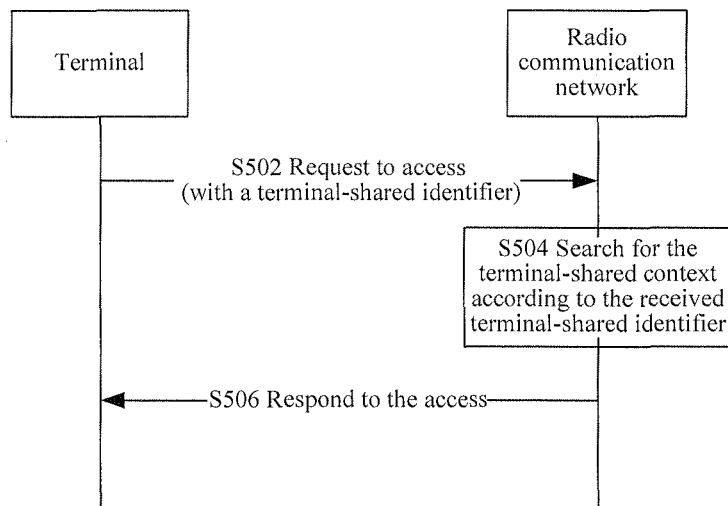 Terminal
Radio
communication
network
S502 Request to access
(with a terminal-shared identifier)
S504 Search for the
terminal-shared context
according to the received
terminal-shared identifier
S506 Respond to the access